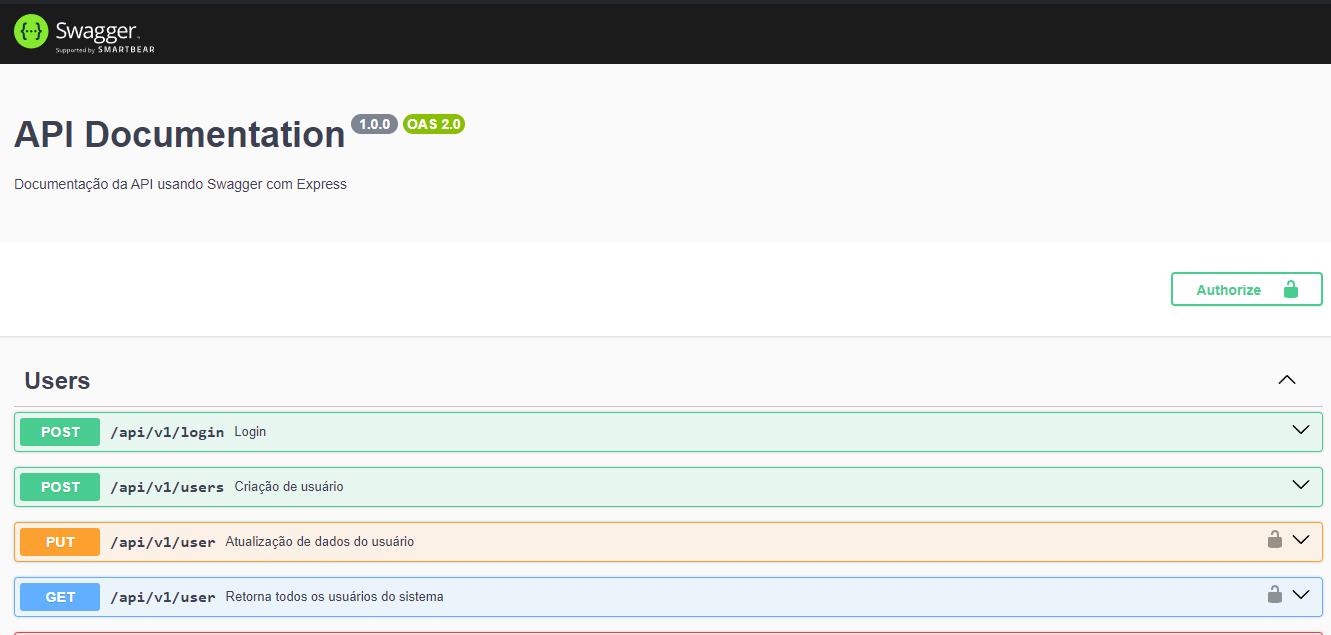 {···} Swagger
Supported by SMARTBEAR
API Documentation 1.0.0 OAS 2.0
Documentação da API usando Swagger com Express
Authorize
Users
POST /api/v1/login Login
POST /api/v1/users Criação de usuário
PUT /api/v1/user Atualização de dados do usuário
GET /api/v1/user Retorna todos os usuários do sistema